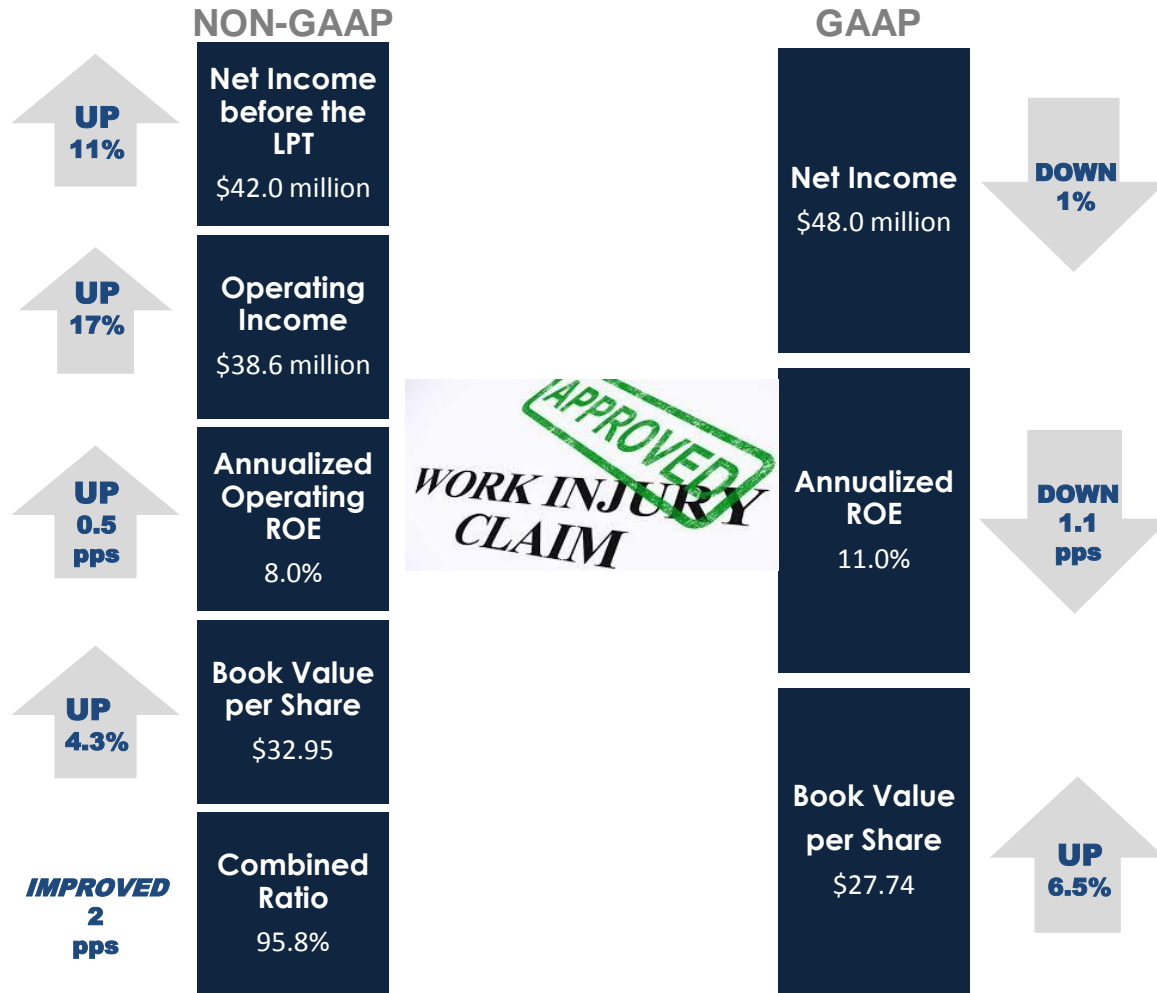 NON-GAAP
UP
11%
Net Income
before the
LPT
$42.0 million
UP
17%
Operating
Income
$38.6 million
UP
0.5
pps
Annualized
Operating
ROE
8.0%
UP
4.3%
Book Value
per Share
$32.95
IMPROVED
2
pps
Combined
Ratio
95.8%
APPROVED
WORK INJURY
CLAIM
GAAP
Net Income
$48.0 million
DOWN
1%
Annualized
ROE
11.0%
DOWN
1.1
pps
Book Value
per Share
$27.74
UP
6.5%